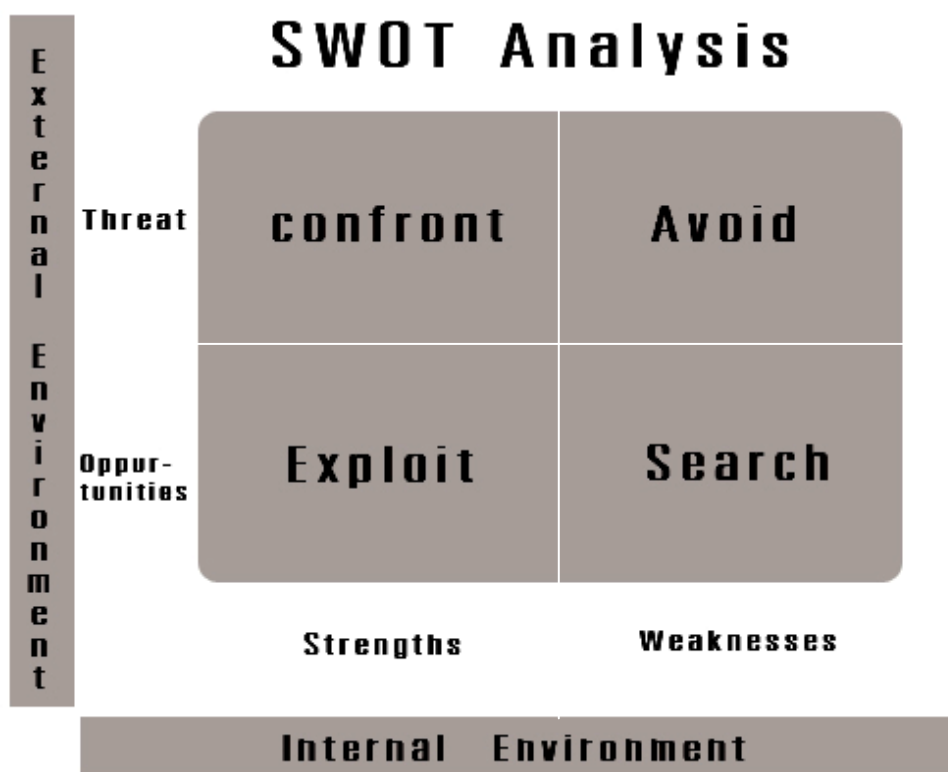 SWOT Analysis
External Environment
Threat
confront
Avoid
Oppur-
tunities
Exploit
Search
Strengths
Weaknesses
Internal Environment